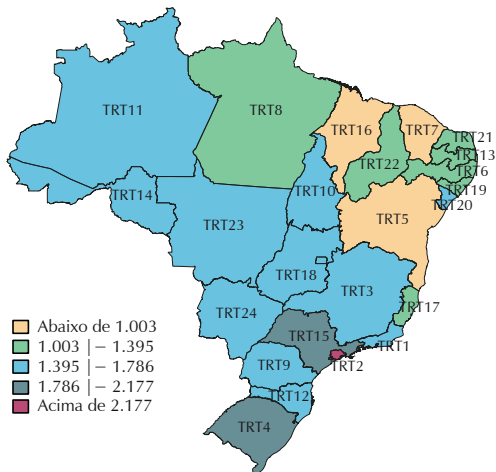 TRT11
TRT8
TRT16
TRT7
TRT21
TRT13
TRT22
TRT6
TRT14
TRT10
TRT19
TRT20
TRT23
TRT5
TRT18
TRT3
TRT24
TRT17
TRT15
TRT1
TRT9
TRT2
TRT12
TRT4
Abaixo de 1.003
1.003 |− 1.395
1.395 |− 1.786
1.786 |− 2.177
Acima de 2.177